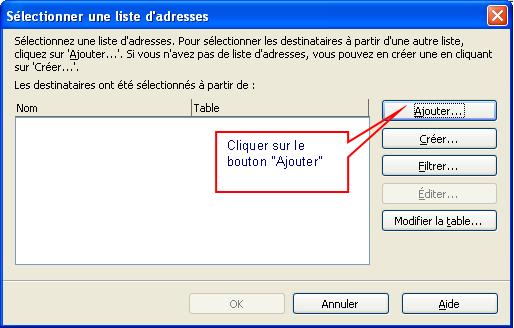 Sélectionner une liste d'adresses
Sélectionnez une liste d'adresses. Pour sélectionner les destinataires à partir d'une autre liste,
cliquez sur 'Ajouter...'. Si vous n'avez pas de liste d'adresses, vous pouvez en créer une en cliquant
sur 'Créer...'.
Les destinataires ont été sélectionnés à partir de :
Nom Table
Ajouter...
Cliquer sur le
bouton "Ajouter"
Créer...
Filtrer...
Éditer...
Modifier la table...
OK Annuler Aide